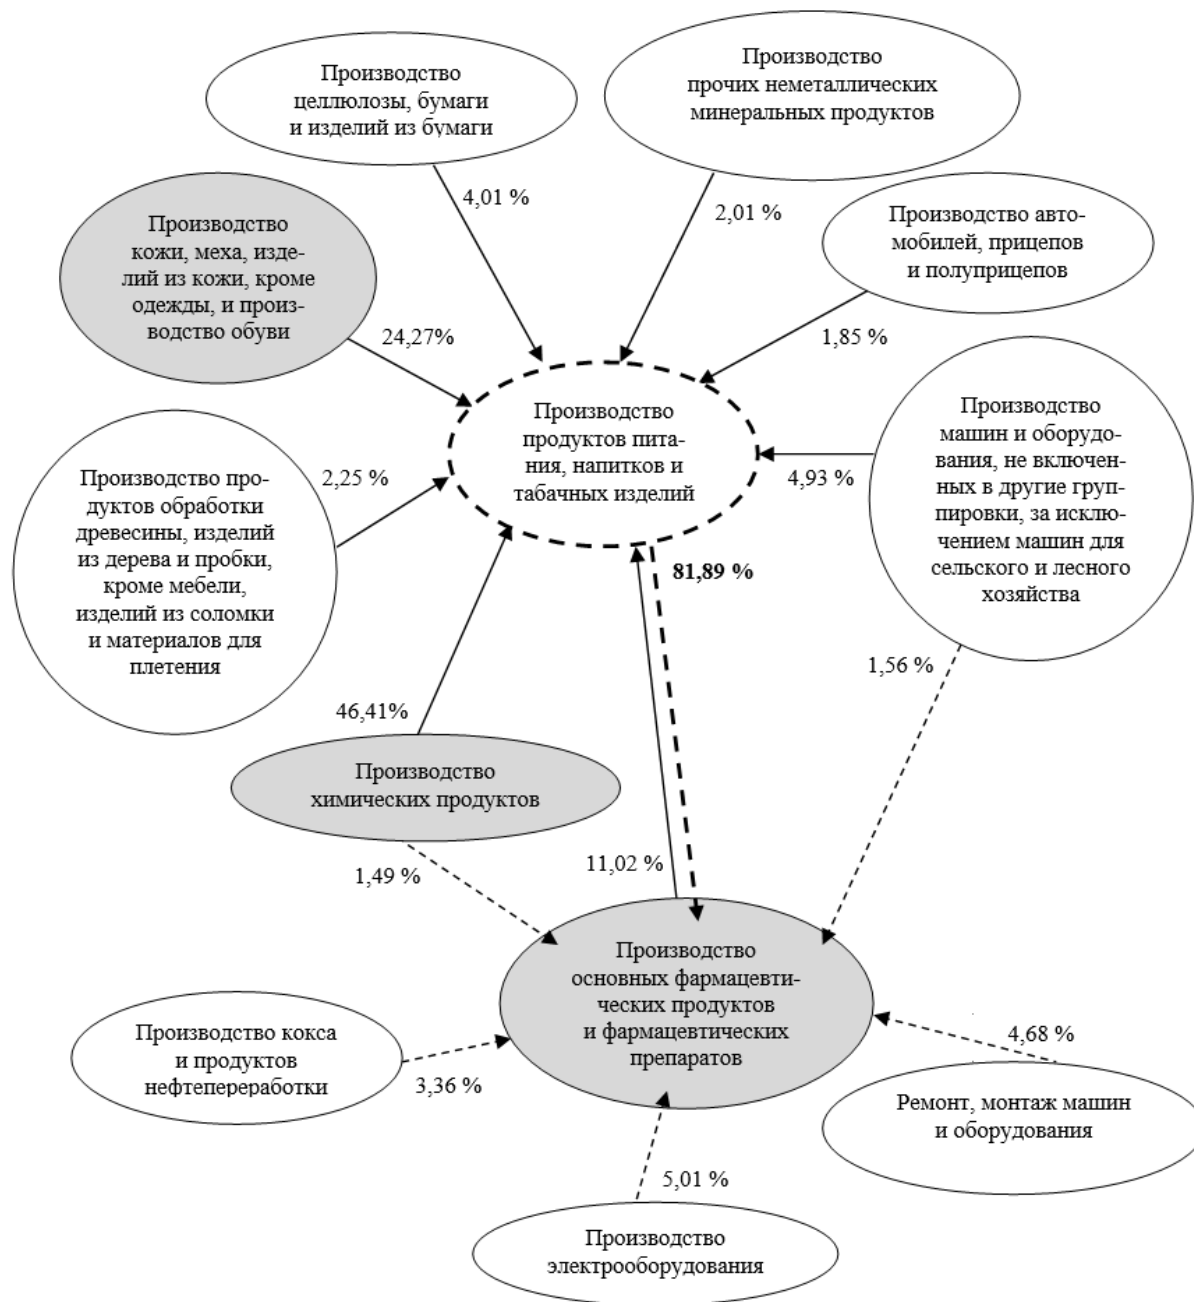 Производство
целлюлозы, бумаги
и изделий из бумаги
Производство
прочих неметаллических
минеральных продуктов
4,01 %
2,01 %
Производство
кожи, меха, изде-
лий из кожи, кроме
одежды, и произ-
водство обуви
Производство авто-
мобилей, прицепов
и полуприцепов
24,27%
1,85 %
Производство
продуктов пита-
ния, напитков и
табачных изделий
Производство
машин и оборудо-
вания, не включен-
ных в другие груп-
пировки, за исклю-
чением машин для
сельского и лесного
хозяйства
2,25 %
4,93 %
Производство про-
дуктов обработки
древесины, изделий
из дерева и пробки,
кроме мебели,
изделий из соломки
и материалов для
плетения
81,89 %
1,56 %
46,41%
Производство
химических продуктов
1,49 %
11,02 %
Производство
основных фармацевти-
ческих продуктов
и фармацевтических
препаратов
Производство кокса
и продуктов
нефтепереработки
3,36 %
4,68 %
Ремонт, монтаж машин
и оборудования
5,01 %
Производство
электрооборудования